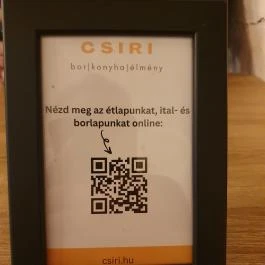 CSIRI
bor|konyha|élmény
Nézd meg az étlapunkat, ital- és
borlapunkat online:
csiri.hu